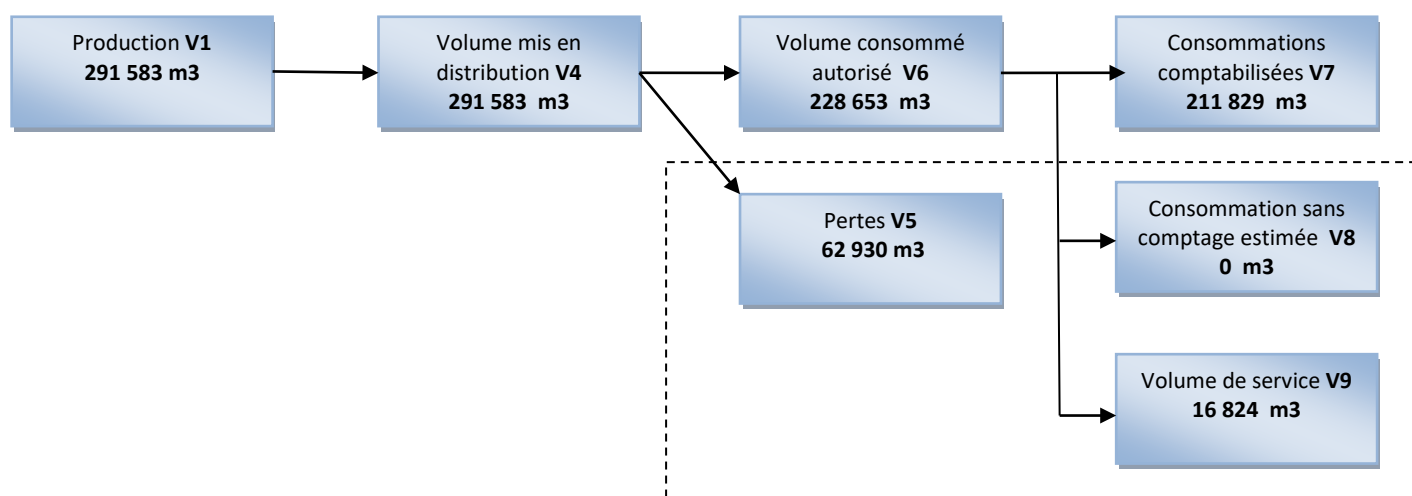 Production V1
291 583 m3
Volume mis en
distribution V4
291 583 m3
Volume consommé
autorisé V6
228 653 m3
Consommations
comptabilisées V7
211 829 m3
Pertes V5
62 930 m3
Consommation sans
comptage estimée V8
0 m3
Volume de service V9
16 824 m3